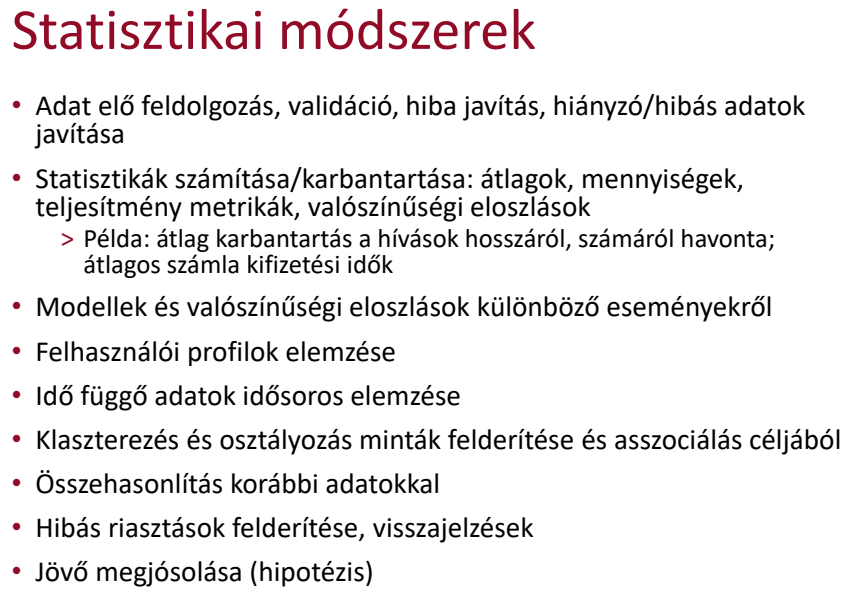 Statisztikai módszerek
• Adat elő feldolgozás, validáció, hiba javítás, hiányzó/hibás adatok
javítása
• Statisztikák számítása/karbantartása: átlagok, mennyiségek,
teljesítmény metrikák, valószínűségi eloszlások
> Példa: átlag karbantartás a hívások hosszáról, számáról havonta;
átlagos számla kifizetési idők
• Modellek és valószínűségi eloszlások különböző eseményekről
• Felhasználói profilok elemzése
• Idő függő adatok idősoros elemzése
• Klaszterezés és osztályozás minták felderítése és asszociálás céljából
• Összehasonlítás korábbi adatokkal
• Hibás riasztások felderítése, visszajelzések
• Jövő megjósolása (hipotézis)